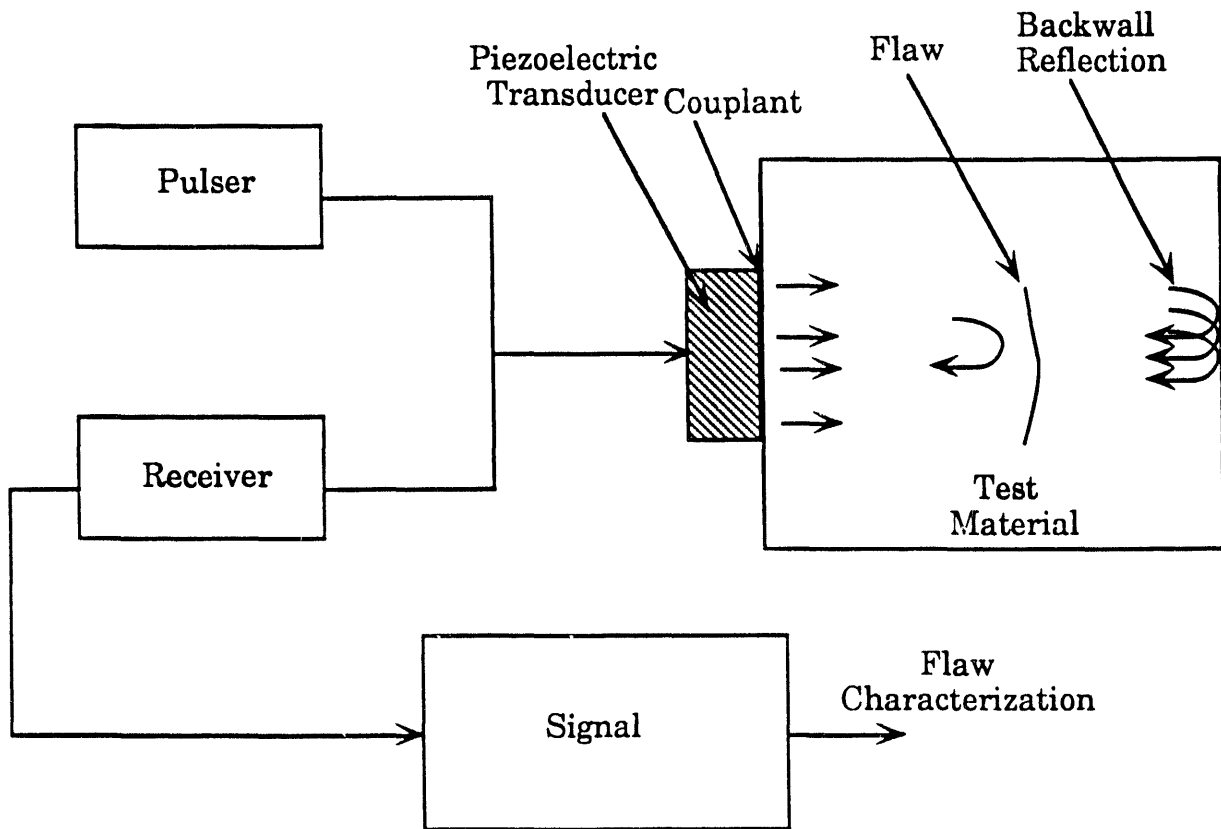 Piezoelectric
Transducer
Couplant
Flaw
Backwall
Reflection
Pulser
Receiver
Test
Material
Signal
Flaw
Characterization